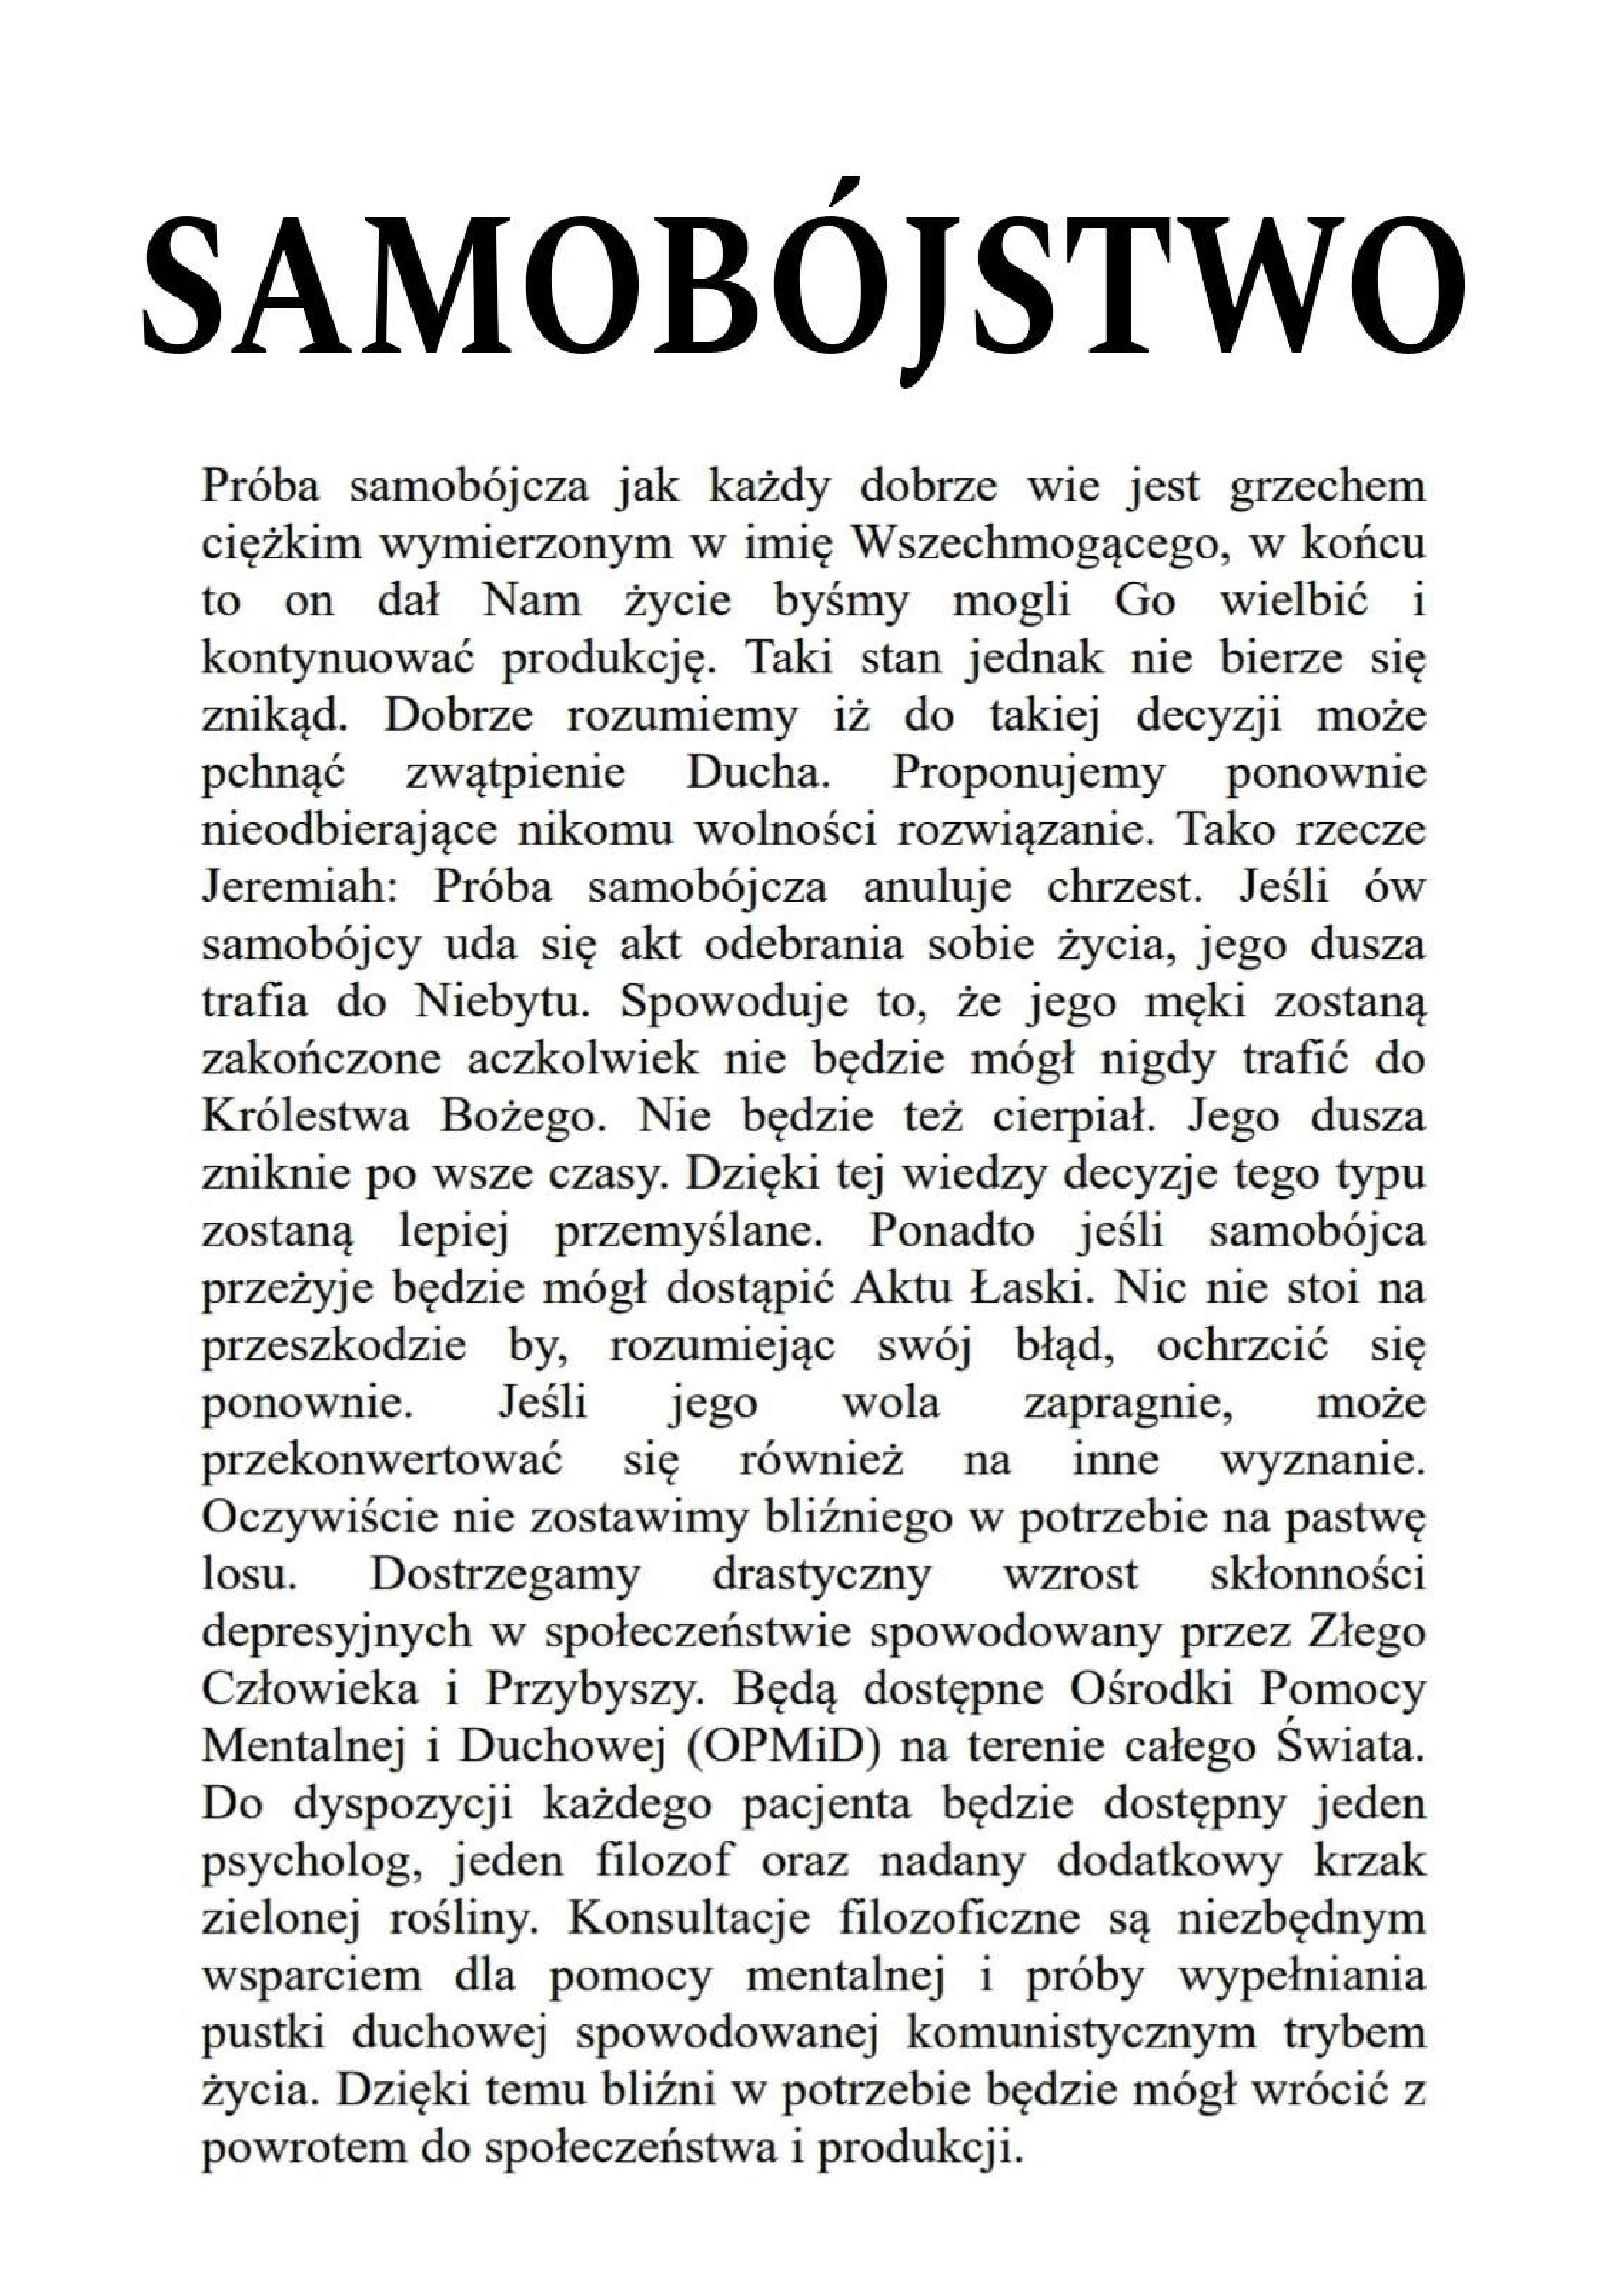 SAMOBÓJSTWO
Próba samobójcza jak każdy dobrze wie jest grzechem
ciężkim wymierzonym w imię Wszechmogącego, w końcu
to on dał Nam życie byśmy mogli Go wielbić i
kontynuować produkcję. Taki stan jednak nie bierze się
znikąd. Dobrze rozumiemy iż do takiej decyzji może
pchnąć zwątpienie Ducha. Proponujemy ponownie
nieodbierające nikomu wolności rozwiązanie. Tako rzecze
Jeremiah: Próba samobójcza anuluje chrzest. Jeśli ów
samobójcy uda się akt odebrania sobie życia, jego dusza
trafia do Niebytu. Spowoduje to, że jego męki zostaną
zakończone aczkolwiek nie będzie mógł nigdy trafić do
Królestwa Bożego. Nie będzie też cierpiał. Jego dusza
zniknie po wsze czasy. Dzięki tej wiedzy decyzje tego typu
zostaną lepiej przemyślane. Ponadto jeśli samobójca
przeżyje będzie mógł dostąpić Aktu Łaski. Nic nie stoi na
przeszkodzie by, rozumiejąc swój błąd, ochrzcić się
ponownie. Jeśli jego wola zapragnie, może
przekonwertować się również na inne wyznanie.
Oczywiście nie zostawimy bliźniego w potrzebie na pastwę
losu. Dostrzegamy drastyczny wzrost skłonności
depresyjnych w społeczeństwie spowodowany przez Złego
Człowieka i Przybyszy. Będą dostępne Ośrodki Pomocy
Mentalnej i Duchowej (OPMiD) na terenie całego Świata.
Do dyspozycji każdego pacjenta będzie dostępny jeden
psycholog, jeden filozof oraz nadany dodatkowy krzak
zielonej rośliny. Konsultacje filozoficzne są niezbędnym
wsparciem dla pomocy mentalnej i próby wypełniania
pustki duchowej spowodowanej komunistycznym trybem
życia. Dzięki temu bliźni w potrzebie będzie mógł wrócić z
powrotem do społeczeństwa i produkcji.